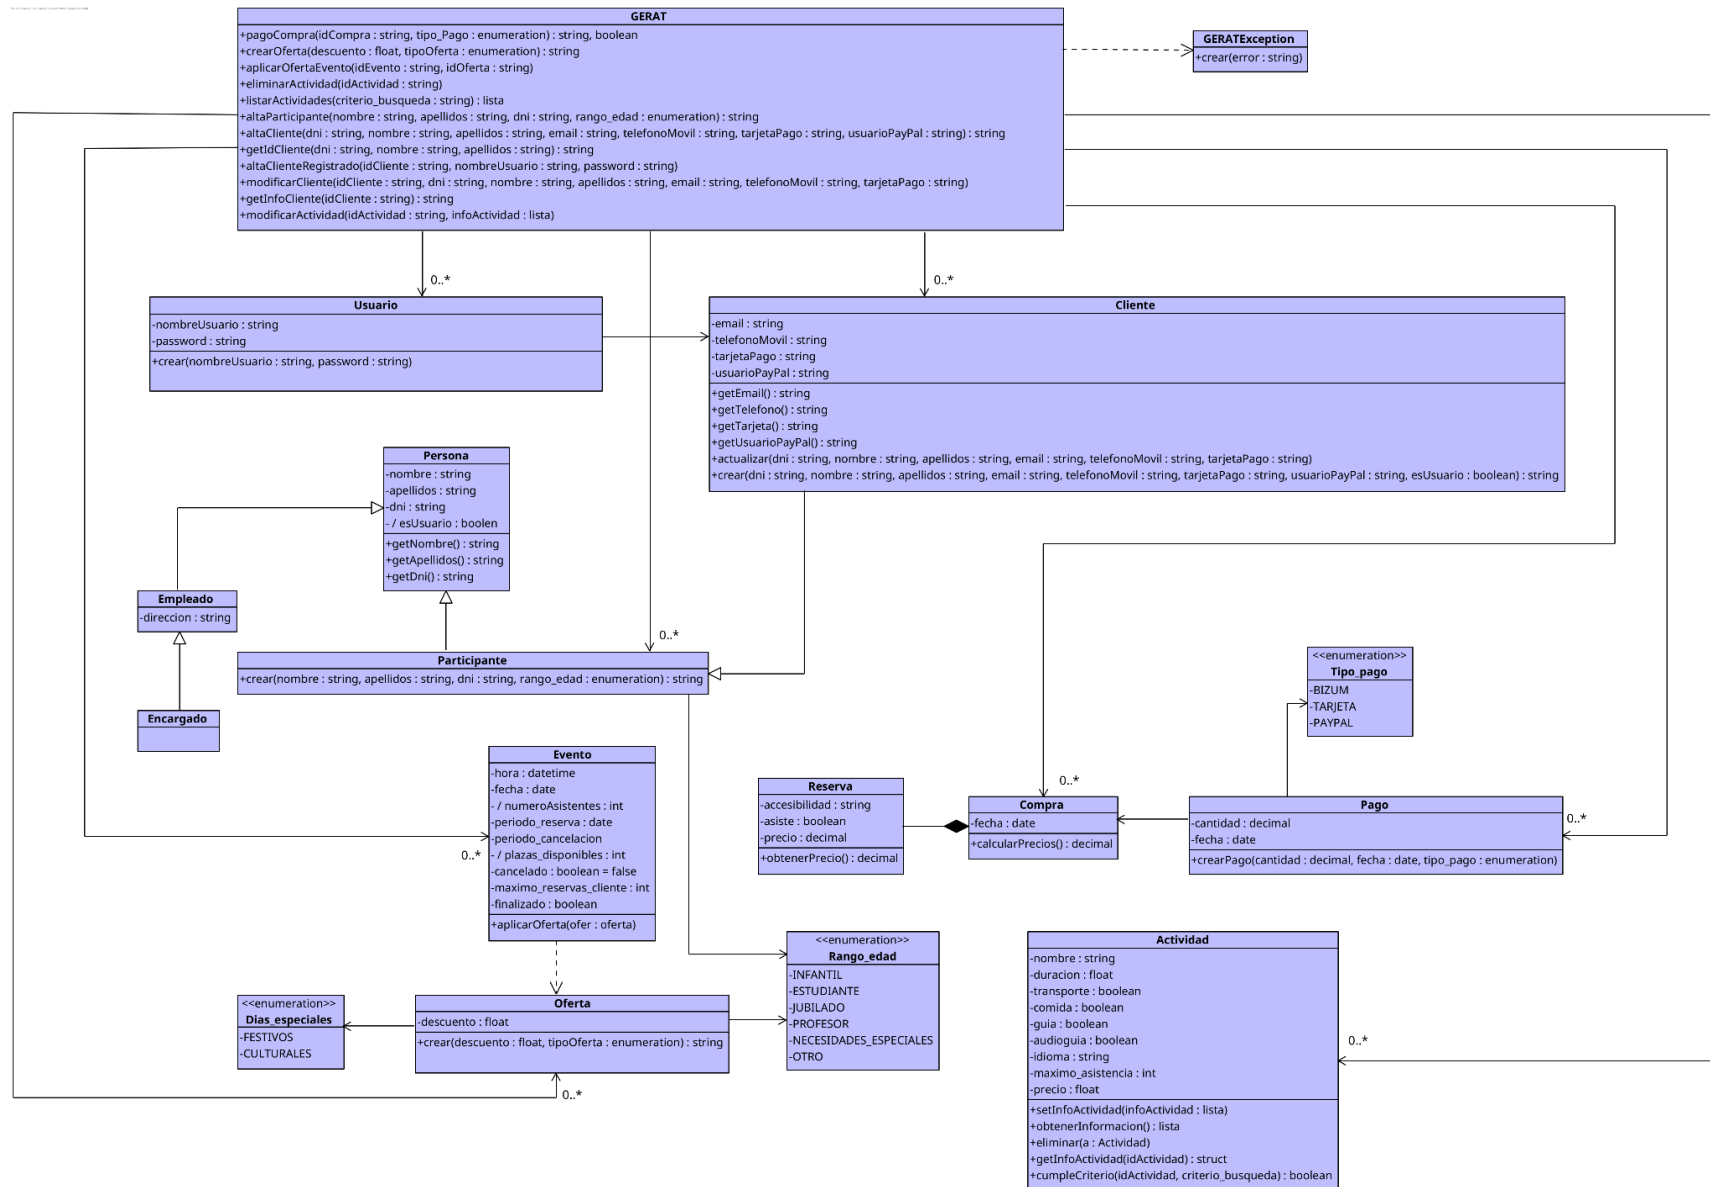 GERAT
+pagoCompra(idCompra : string, tipo_Pago : enumeration) : string, boolean
+crearOferta(descuento : float, tipoOferta : enumeration) : string
+aplicarOfertaEvento(idEvento : string, idOferta : string)
+eliminarActividad(idActividad : string)
+listarActividades(criterio_busqueda : string) : lista
+altaParticipante(nombre : string, apellidos : string, dni : string, rango_edad : enumeration) : string
+altaCliente(dni : string, nombre : string, apellidos : string, email : string, telefonoMovil : string, tarjetaPago : string, usuarioPayPal : string) : string
+getIdCliente(dni : string, nombre : string, apellidos : string) : string
+altaClienteRegistrado(idCliente : string, nombreUsuario : string, password : string)
+modificarCliente(idCliente : string, dni : string, nombre : string, apellidos : string, email : string, telefonoMovil : string, tarjetaPago : string)
+getInfoCliente(idCliente : string) : string
+modificarActividad(idActividad : string, infoActividad : lista)
GERATException
+crear(error : string)
0..*
0..*
Usuario
-nombreUsuario : string
-password : string
+crear(nombreUsuario : string, password : string)
Cliente
-email : string
-telefonoMovil : string
-tarjetaPago : string
-usuarioPayPal : string
+getEmail() : string
+getTelefono() : string
+getTarjeta() : string
+getUsuarioPayPal() : string
+actualizar(dni : string, nombre : string, apellidos : string, email : string, telefonoMovil : string, tarjetaPago : string)
+crear(dni : string, nombre : string, apellidos : string, email : string, telefonoMovil : string, tarjetaPago : string, usuarioPayPal : string, esUsuario : boolean) : string
Persona
-nombre : string
-apellidos : string
-dni : string
- / esUsuario : boolen
+getNombre() : string
+getApellidos() : string
+getDni() : string
Empleado
-direccion : string
0..*
Participante
+crear(nombre : string, apellidos : string, dni : string, rango_edad : enumeration) : string
Encargado
<<enumeration>>
Tipo_pago
-BIZUM
-TARJETA
-PAYPAL
Evento
-hora : datetime
-fecha : date
- / numeroAsistentes : int
-periodo_reserva : date
-periodo_cancelacion
- / plazas_disponibles : int
-cancelado : boolean = false
-maximo_reservas_cliente : int
-finalizado : boolean
+aplicarOferta(ofer : oferta)
0..*
Reserva
-accesibilidad : string
-asiste : boolean
-precio : decimal
+obtenerPrecio() : decimal
0..*
Compra
-fecha : date
+calcularPrecios() : decimal
Pago
-cantidad : decimal
-fecha : date
+crearPago(cantidad : decimal, fecha : date, tipo_pago : enumeration)
0..*
<<enumeration>>
Rango_edad
-INFANTIL
-ESTUDIANTE
-JUBILADO
-PROFESOR
-NECESIDADES_ESPECIALES
-OTRO
<<enumeration>>
Dias_especiales
-FESTIVOS
-CULTURALES
Oferta
-descuento : float
+crear(descuento : float, tipoOferta : enumeration) : string
0..*
Actividad
-nombre : string
-duracion : float
-transporte : boolean
-comida : boolean
-guia : boolean
-audioguia : boolean
-idioma : string
-maximo_asistencia : int
-precio : float
+setInfoActividad(infoActividad : lista)
+obtenerInformacion() : lista
+eliminar(a : Actividad)
+getInfoActividad(idActividad) : struct
+cumpleCriterio(idActividad, criterio_busqueda) : boolean
0..*